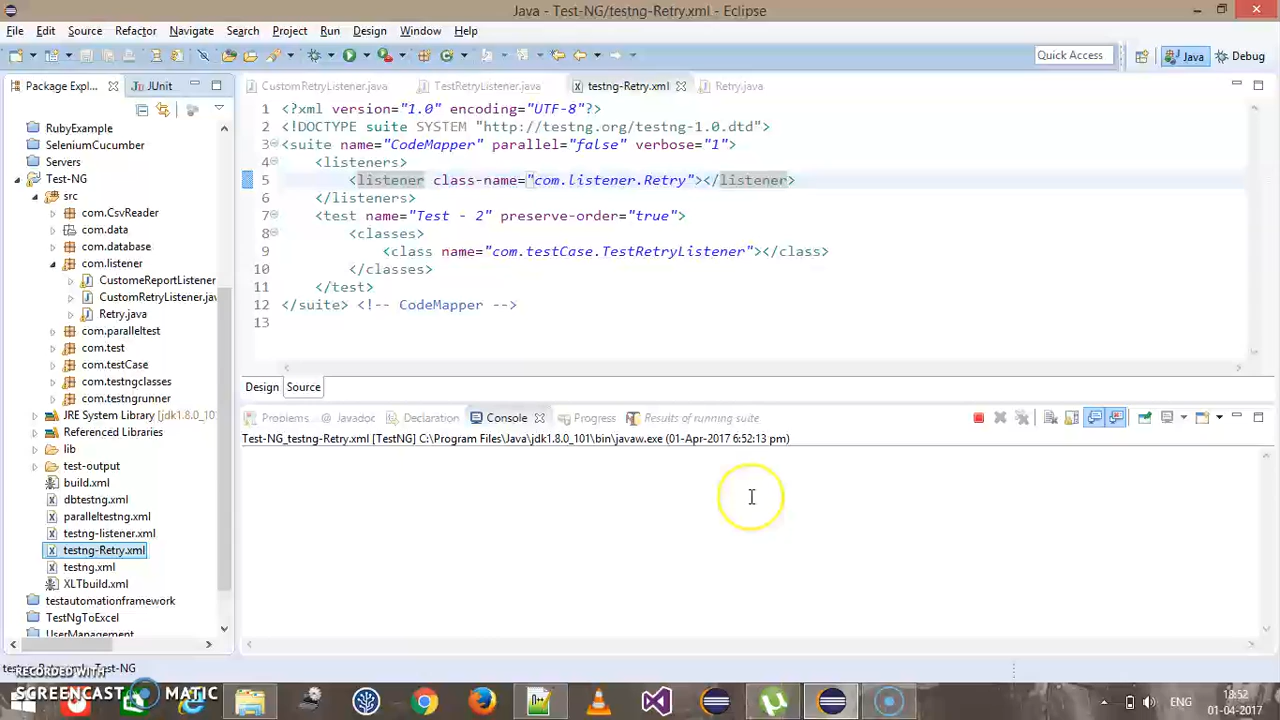 Java - Test-NG/testng-Retry.xml - Eclipse
File Edit Source Refactor Navigate Search Project Run Design Window Help
Quick Access Java Debug
Package Expl... JUnit
CustomRetryListener.java TestRetryListener.java testng-Retry.xml Retry.java
RubyExample
SeleniumCucumber
Servers
Test-NG
src
com.CsvReader
com.data
com.database
com.listener
CustomeReportListener
CustomRetryListener.jav
Retry.java
com.paralleltest
com.test
com.testCase
com.testngclasses
com.testngrunner
JRE System Library [jdk1.8.0_101
Referenced Libraries
lib
test-output
build.xml
dbtestng.xml
paralleltestng.xml
testng-listener.xml
testng-Retry.xml
testng.xml
XLTbuild.xml
testautomationframework
TestNgToExcel
UserManagement
1 <?xml version="1.0" encoding="UTF-8"?>
2 <!DOCTYPE suite SYSTEM "http://testng.org/testng-1.0.dtd">
3 <suite name="CodeMapper" parallel="false" verbose="1">
4 <listeners>
5 <listener class-name="com.listener.Retry"></listener>
6 </listeners>
7 <test name="Test - 2" preserve-order="true">
8 <classes>
9 <class name="com.testCase.TestRetryListener"></class>
10 </classes>
11 </test>
12 </suite> <!-- CodeMapper -->
13
Design Source
Problems Javadoc Declaration Console Progress Results of running suite
Test-NG_testng-Retry.xml [TestNG] C:\Program Files\Java\jdk1.8.0_101\bin\javaw.exe (01-Apr-2017 6:52:13 pm)
RECORDED WITH
SCREENCAST MATIC
ENG
18:52
01-04-2017